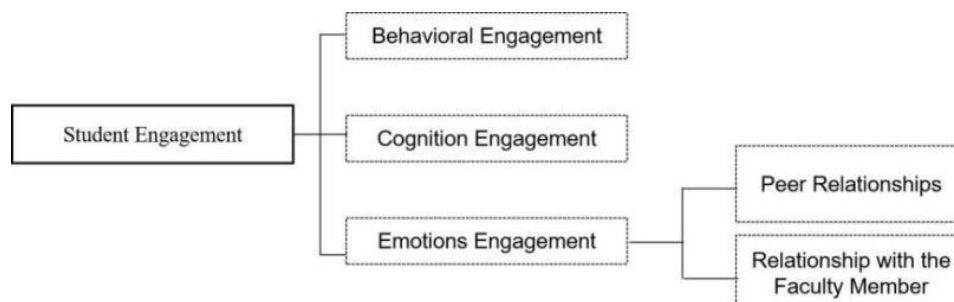 Behavioral Engagement
Student Engagement
Cognition Engagement
Peer Relationships
Emotions Engagement
Relationship with the
Faculty Member